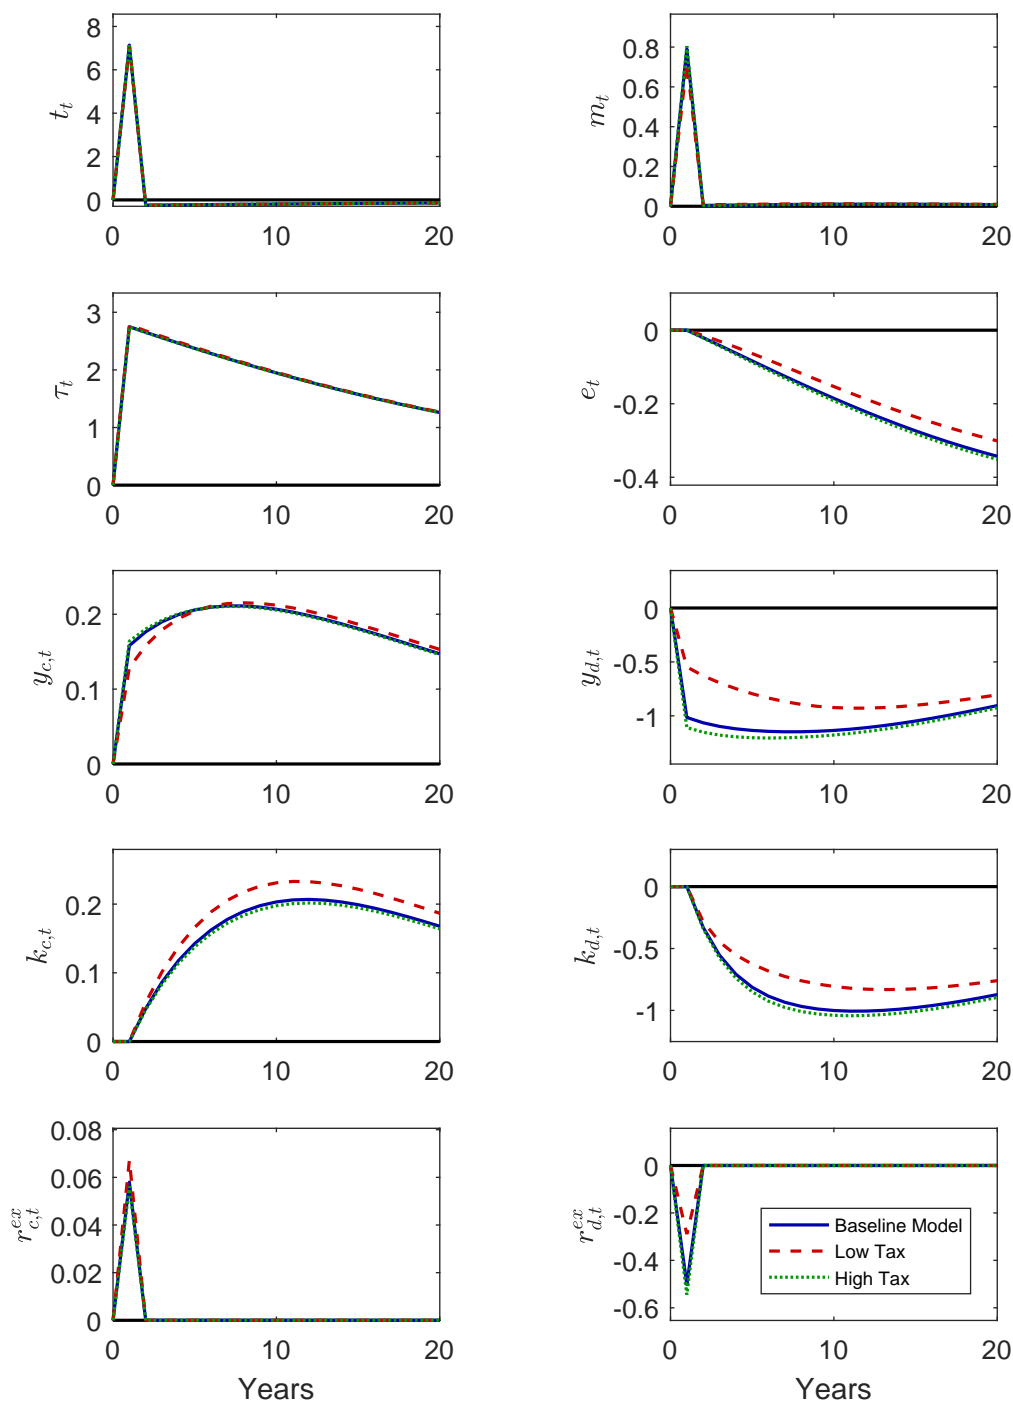 8
6
4
2
0
t_t
0 10 20
0.8
0.6
0.4
0.2
0
m_t
0 10 20
3
2
1
0
τ_t
0 10 20
0
-0.2
-0.4
e_t
0 10 20
0.2
0.1
0
y_{c,t}
0 10 20
0
-0.5
-1
y_{d,t}
0 10 20
0.2
0.1
0
k_{c,t}
0 10 20
0
-0.5
-1
k_{d,t}
0 10 20
0.08
0.06
0.04
0.02
0
r^{ex}_{c,t}
0 10 20
Years
0
-0.2
-0.4
-0.6
r^{ex}_{d,t}
Baseline Model
Low Tax
High Tax
0 10 20
Years